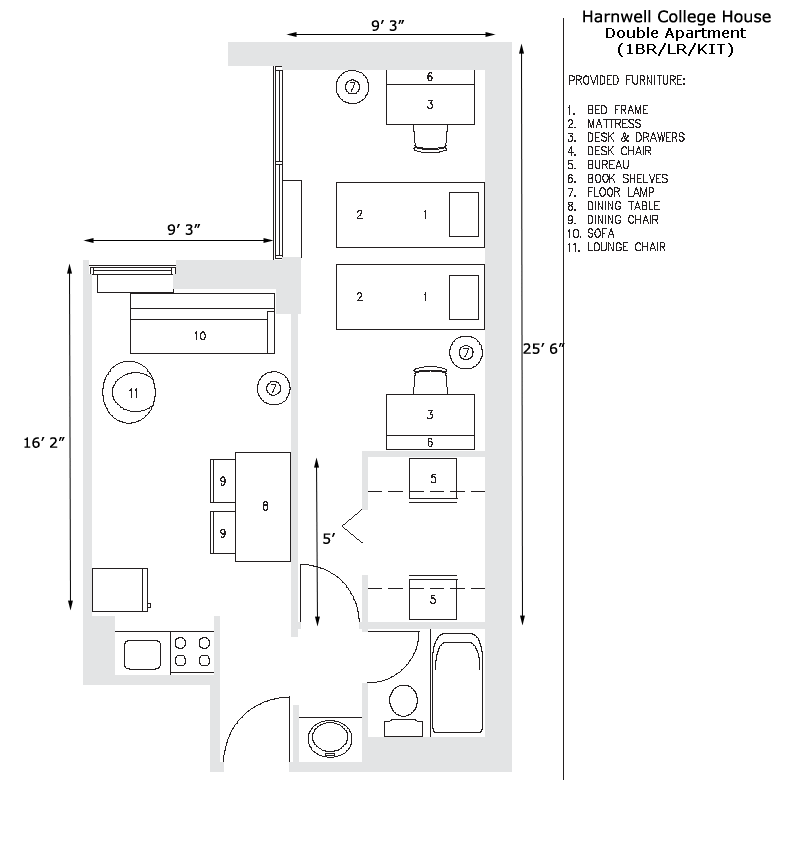 Harnwell College House
Double Apartment
(1BR/LR/KIT)
PROVIDED FURNITURE:
1. BED FRAME
2. MATTRESS
3. DESK & DRAWERS
4. DESK CHAIR
5. BUREAU
6. BOOK SHELVES
7. FLOOR LAMP
8. DINING TABLE
9. DINING CHAIR
10. SOFA
11. LOUNGE CHAIR
9’ 3”
6
7
3
2 1
9’ 3”
2 1
10
25’ 6”
7
11
7
3
16’ 2”
6
9
5
8
9
5’
5